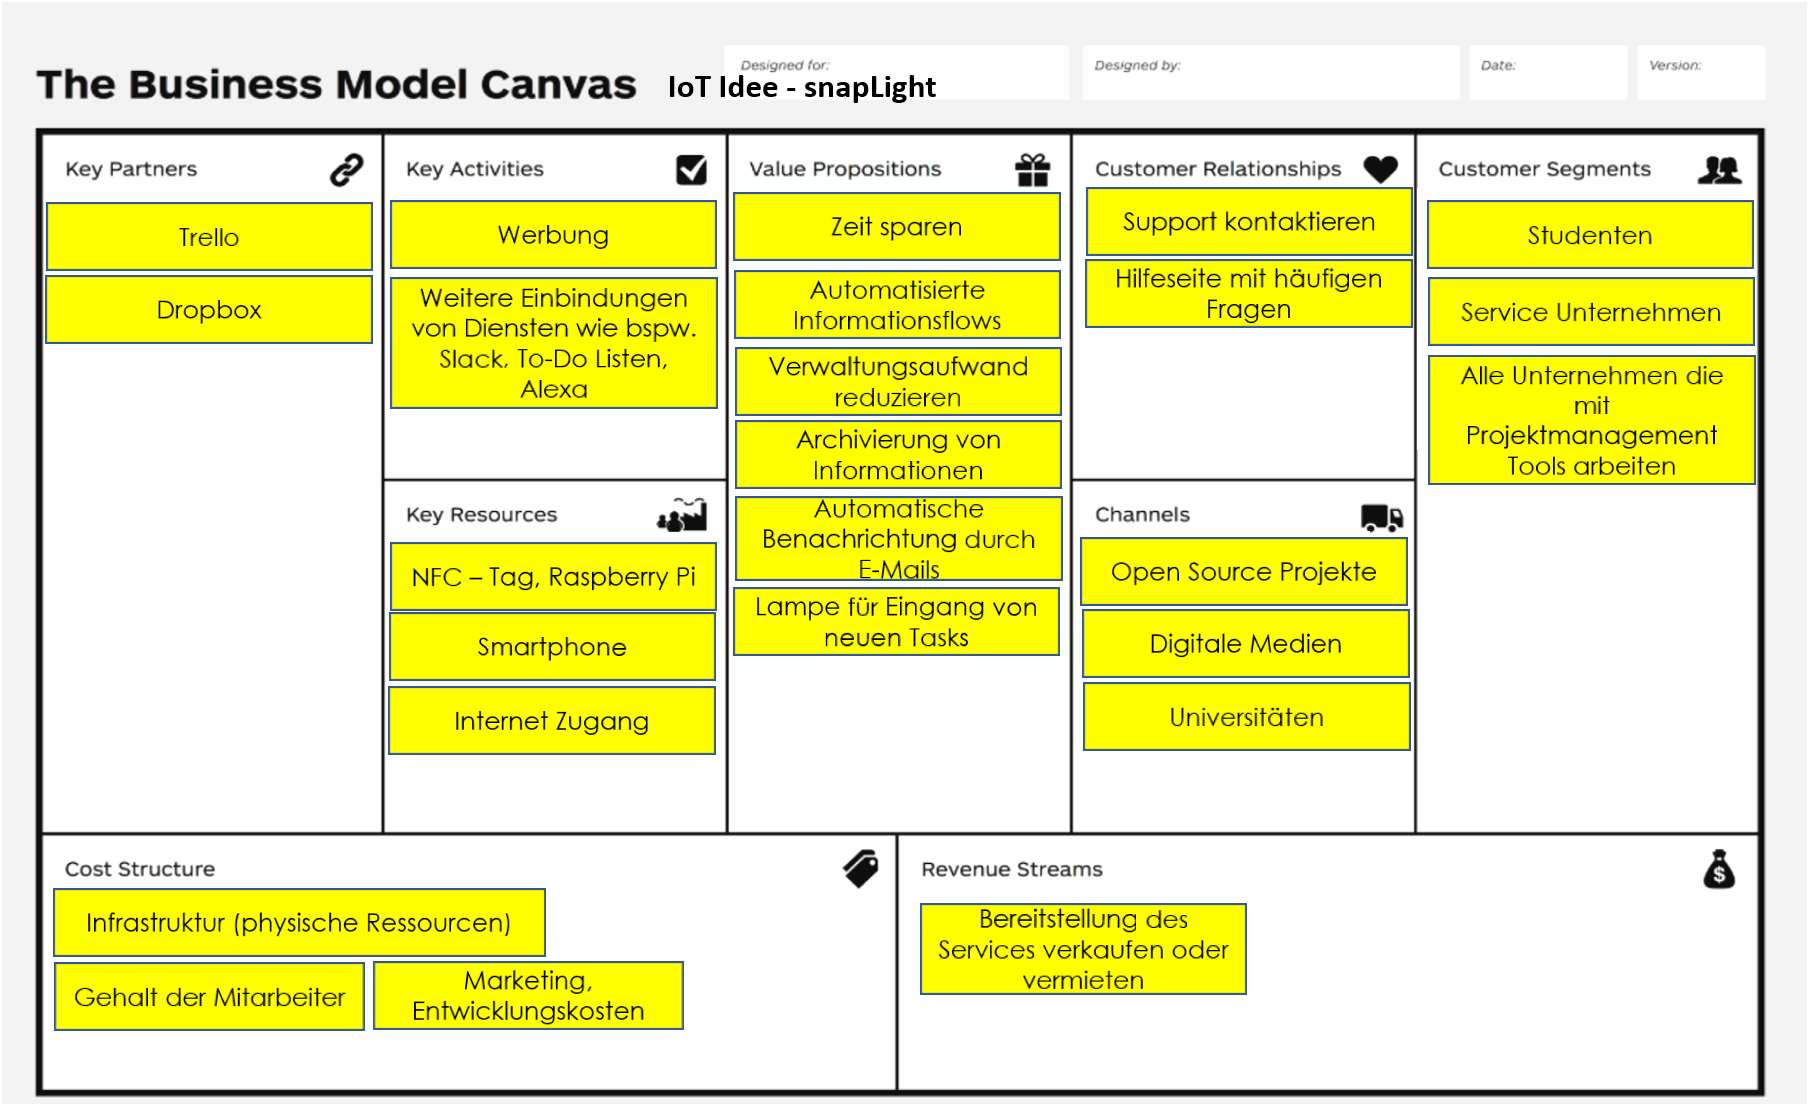 The Business Model Canvas
IoT Idee - snapLight
Designed for:
Designed by:
Date:
Version:
Key Partners
Trello
Dropbox
Key Activities
Werbung
Weitere Einbindungen
von Diensten wie bspw.
Slack, To-Do Listen,
Alexa
Key Resources
NFC – Tag, Raspberry Pi
Smartphone
Internet Zugang
Value Propositions
Zeit sparen
Automatisierte
Informationsflows
Verwaltungsaufwand
reduzieren
Archivierung von
Informationen
Automatische
Benachrichtung durch
E-Mails
Lampe für Eingang von
neuen Tasks
Customer Relationships
Support kontaktieren
Hilfeseite mit häufigen
Fragen
Channels
Open Source Projekte
Digitale Medien
Universitäten
Customer Segments
Studenten
Service Unternehmen
Alle Unternehmen die
mit
Projektmanagement
Tools arbeiten
Cost Structure
Infrastruktur (physische Ressourcen)
Gehalt der Mitarbeiter
Marketing,
Entwicklungskosten
Revenue Streams
$
Bereitstellung des
Services verkaufen oder
vermieten